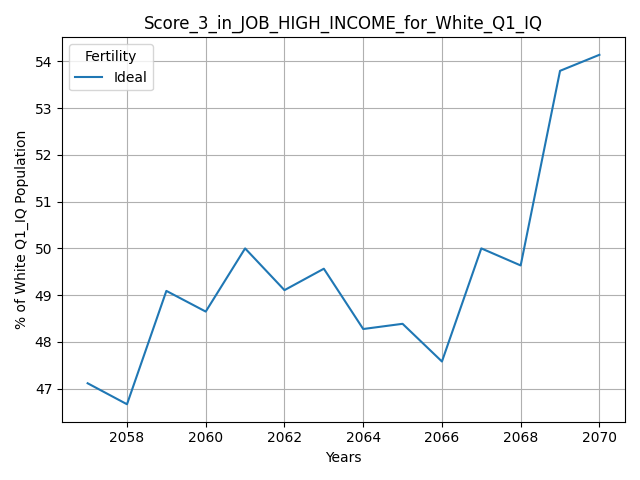 Score_3_in_JOB_HIGH_INCOME_for_White_Q1_IQ
Fertility
Ideal
% of White Q1_IQ Population
54
53
52
51
50
49
48
47
2058 2060 2062 2064 2066 2068 2070
Years